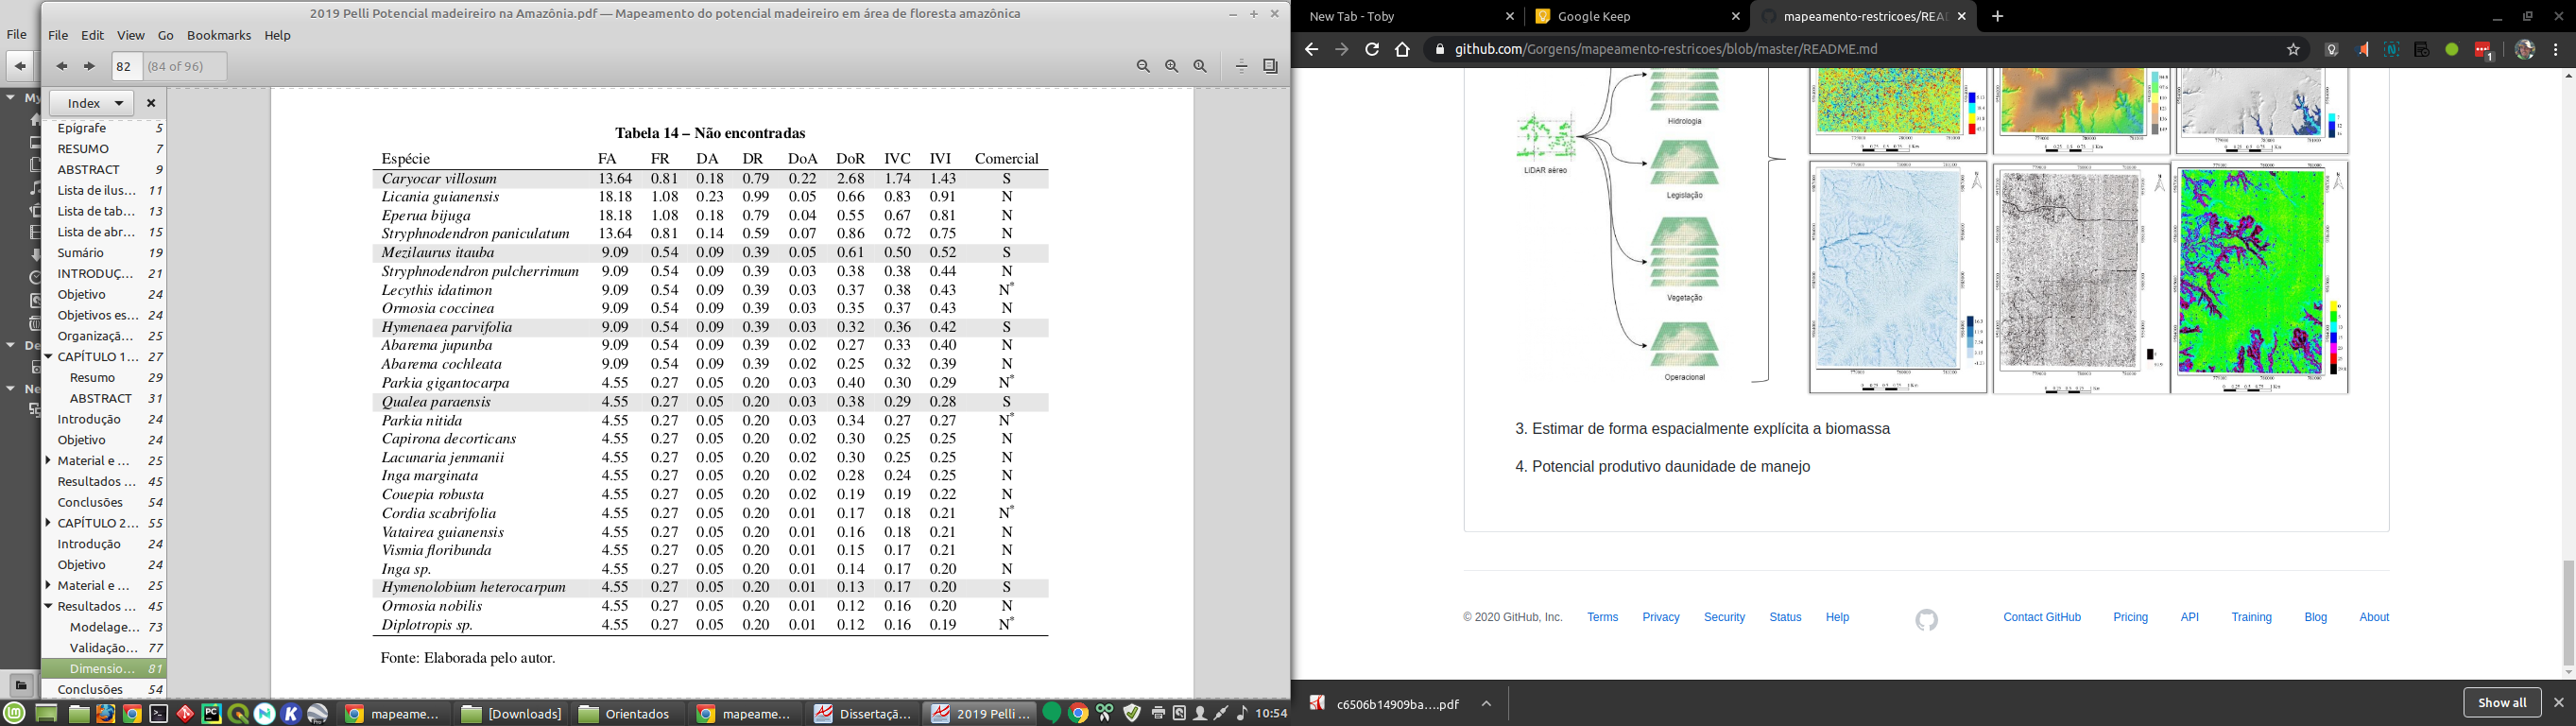 2019 Pelli Potencial madeireiro na Amazônia.pdf — Mapeamento do potencial madeireiro em área de floresta amazônica
File
File Edit View Go Bookmarks Help
82 (84 of 96)
Index
My
De
Ne
Epígrafe 5
RESUMO 7
ABSTRACT 9
Lista de ilus... 11
Lista de tab... 13
Lista de abr... 15
Sumário 19
INTRODUÇ... 21
Objetivo 24
Objetivos es... 24
Organizaçã... 25
CAPÍTULO 1... 27
Resumo 29
ABSTRACT 31
Introdução 24
Objetivo 24
Material e ... 25
Resultados ... 45
Conclusões 54
CAPÍTULO 2... 55
Introdução 24
Objetivo 24
Material e ... 25
Resultados ... 45
Modelage... 73
Validação... 77
Dimensio... 81
Conclusões 54
Tabela 14 – Não encontradas
Espécie FA FR DA DR DoA DoR IVC IVI Comercial
Caryocar villosum 13.64 0.81 0.18 0.79 0.22 2.68 1.74 1.43 S
Licania guianensis 18.18 1.08 0.23 0.99 0.05 0.66 0.83 0.91 N
Eperua bijuga 18.18 1.08 0.18 0.79 0.04 0.55 0.67 0.81 N
Stryphnodendron paniculatum 13.64 0.81 0.14 0.59 0.07 0.86 0.72 0.75 N
Mezilaurus itauba 9.09 0.54 0.09 0.39 0.05 0.61 0.50 0.52 S
Stryphnodendron pulcherrimum 9.09 0.54 0.09 0.39 0.03 0.38 0.38 0.44 N
Lecythis idatimon 9.09 0.54 0.09 0.39 0.03 0.37 0.38 0.43 N*
Ormosia coccinea 9.09 0.54 0.09 0.39 0.03 0.35 0.37 0.43 N
Hymenaea parvifolia 9.09 0.54 0.09 0.39 0.03 0.32 0.36 0.42 S
Abarema jupunba 9.09 0.54 0.09 0.39 0.02 0.27 0.33 0.40 N
Abarema cochleata 9.09 0.54 0.09 0.39 0.02 0.25 0.32 0.39 N
Parkia gigantocarpa 4.55 0.27 0.05 0.20 0.03 0.40 0.30 0.29 N*
Qualea paraensis 4.55 0.27 0.05 0.20 0.03 0.38 0.29 0.28 S
Parkia nitida 4.55 0.27 0.05 0.20 0.03 0.34 0.27 0.27 N*
Capirona decorticans 4.55 0.27 0.05 0.20 0.02 0.30 0.25 0.25 N
Lacunaria jenmanii 4.55 0.27 0.05 0.20 0.02 0.30 0.25 0.25 N
Inga marginata 4.55 0.27 0.05 0.20 0.02 0.28 0.24 0.25 N
Couepia robusta 4.55 0.27 0.05 0.20 0.02 0.19 0.19 0.22 N
Cordia scabrifolia 4.55 0.27 0.05 0.20 0.01 0.17 0.18 0.21 N*
Vatairea guianensis 4.55 0.27 0.05 0.20 0.01 0.16 0.18 0.21 N
Vismia floribunda 4.55 0.27 0.05 0.20 0.01 0.15 0.17 0.21 N
Inga sp. 4.55 0.27 0.05 0.20 0.01 0.14 0.17 0.20 N
Hymenolobium heterocarpum 4.55 0.27 0.05 0.20 0.01 0.13 0.17 0.20 S
Ormosia nobilis 4.55 0.27 0.05 0.20 0.01 0.12 0.16 0.20 N
Diplotropis sp. 4.55 0.27 0.05 0.20 0.01 0.12 0.16 0.19 N*
Fonte: Elaborada pelo autor.
mapeame... [Downloads] Orientados mapeame... Dissertaçã... 2019 Pelli ... 10:54
New Tab - Toby
Google Keep
mapeamento-restricoes/REA
github.com/Gorgens/mapeamento-restricoes/blob/master/README.md
1
LiDAR aéreo
Hidrologia
Legislação
Vegetação
Operacional
3. Estimar de forma espacialmente explícita a biomassa
4. Potencial produtivo daunidade de manejo
© 2020 GitHub, Inc. Terms Privacy Security Status Help
Contact GitHub Pricing API Training Blog About
c6506b14909ba....pdf
Show all